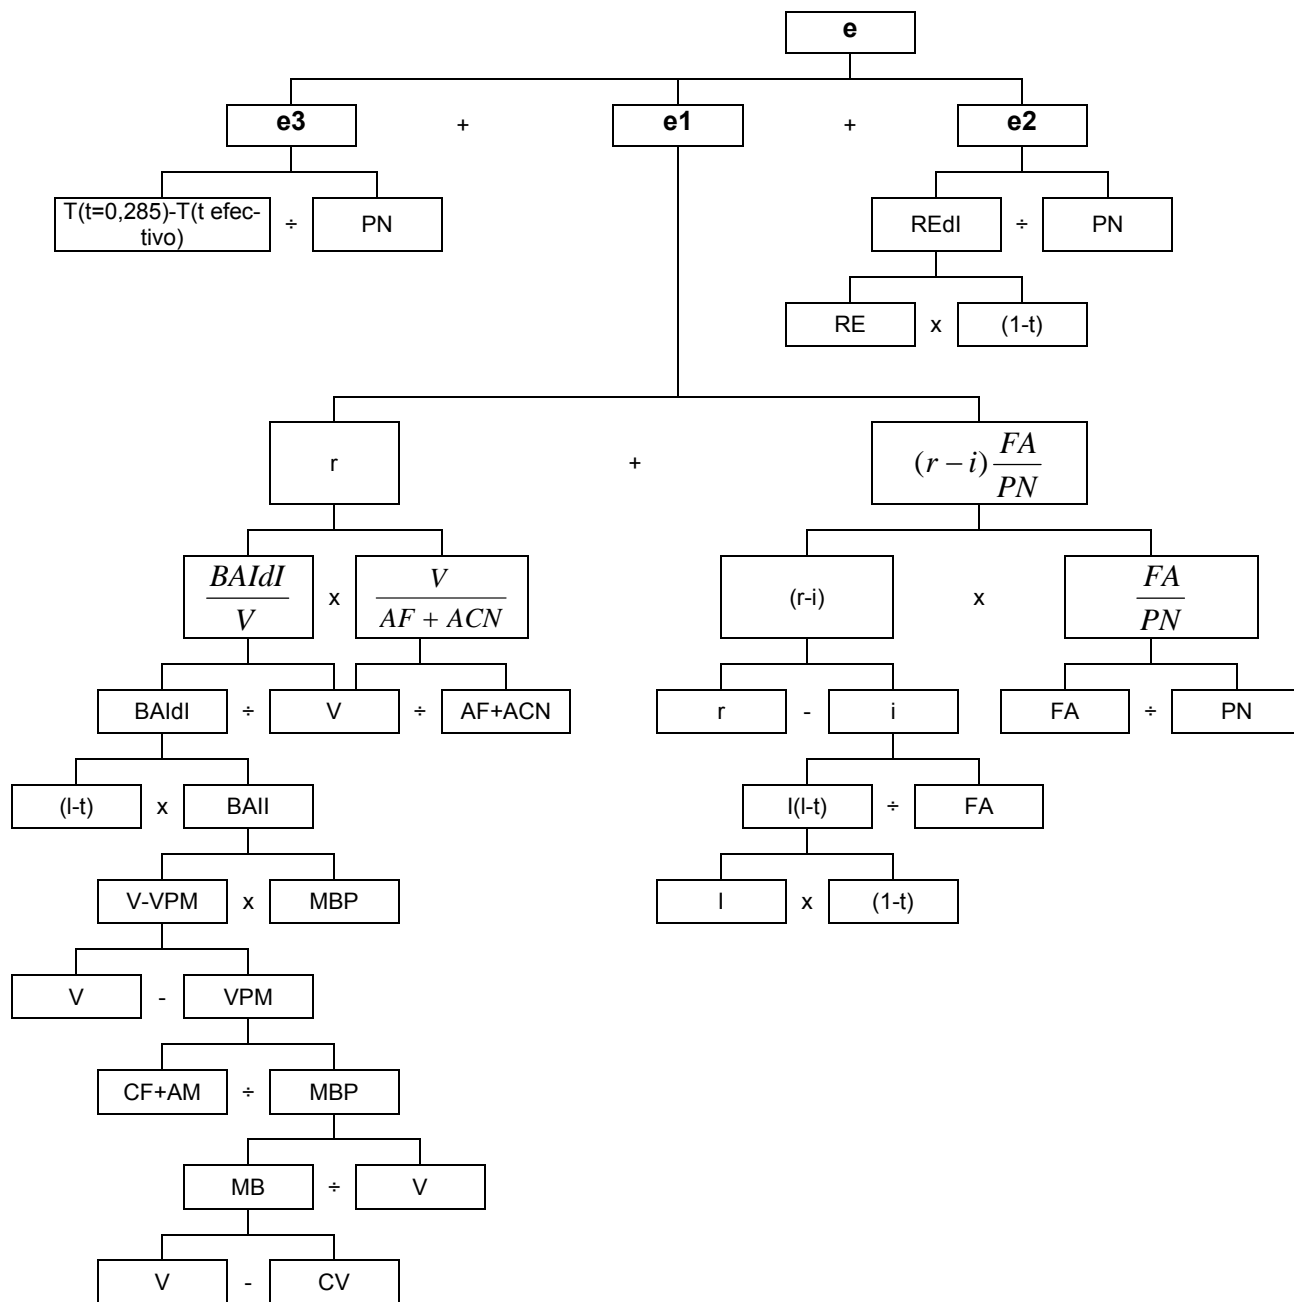 e
e3 + e1 + e2
T(t=0,285)-T(t efec-
tivo) ÷ PN REdI ÷ PN
RE x (1-t)
r + (r − i) FA/PN
BAIdI/V x V/AF + ACN (r-i) x FA/PN
BAIdI ÷ V ÷ AF+ACN r - i FA ÷ PN
(l-t) x BAII I(l-t) ÷ FA
V-VPM x MBP I x (1-t)
V - VPM
CF+AM ÷ MBP
MB ÷ V
V - CV